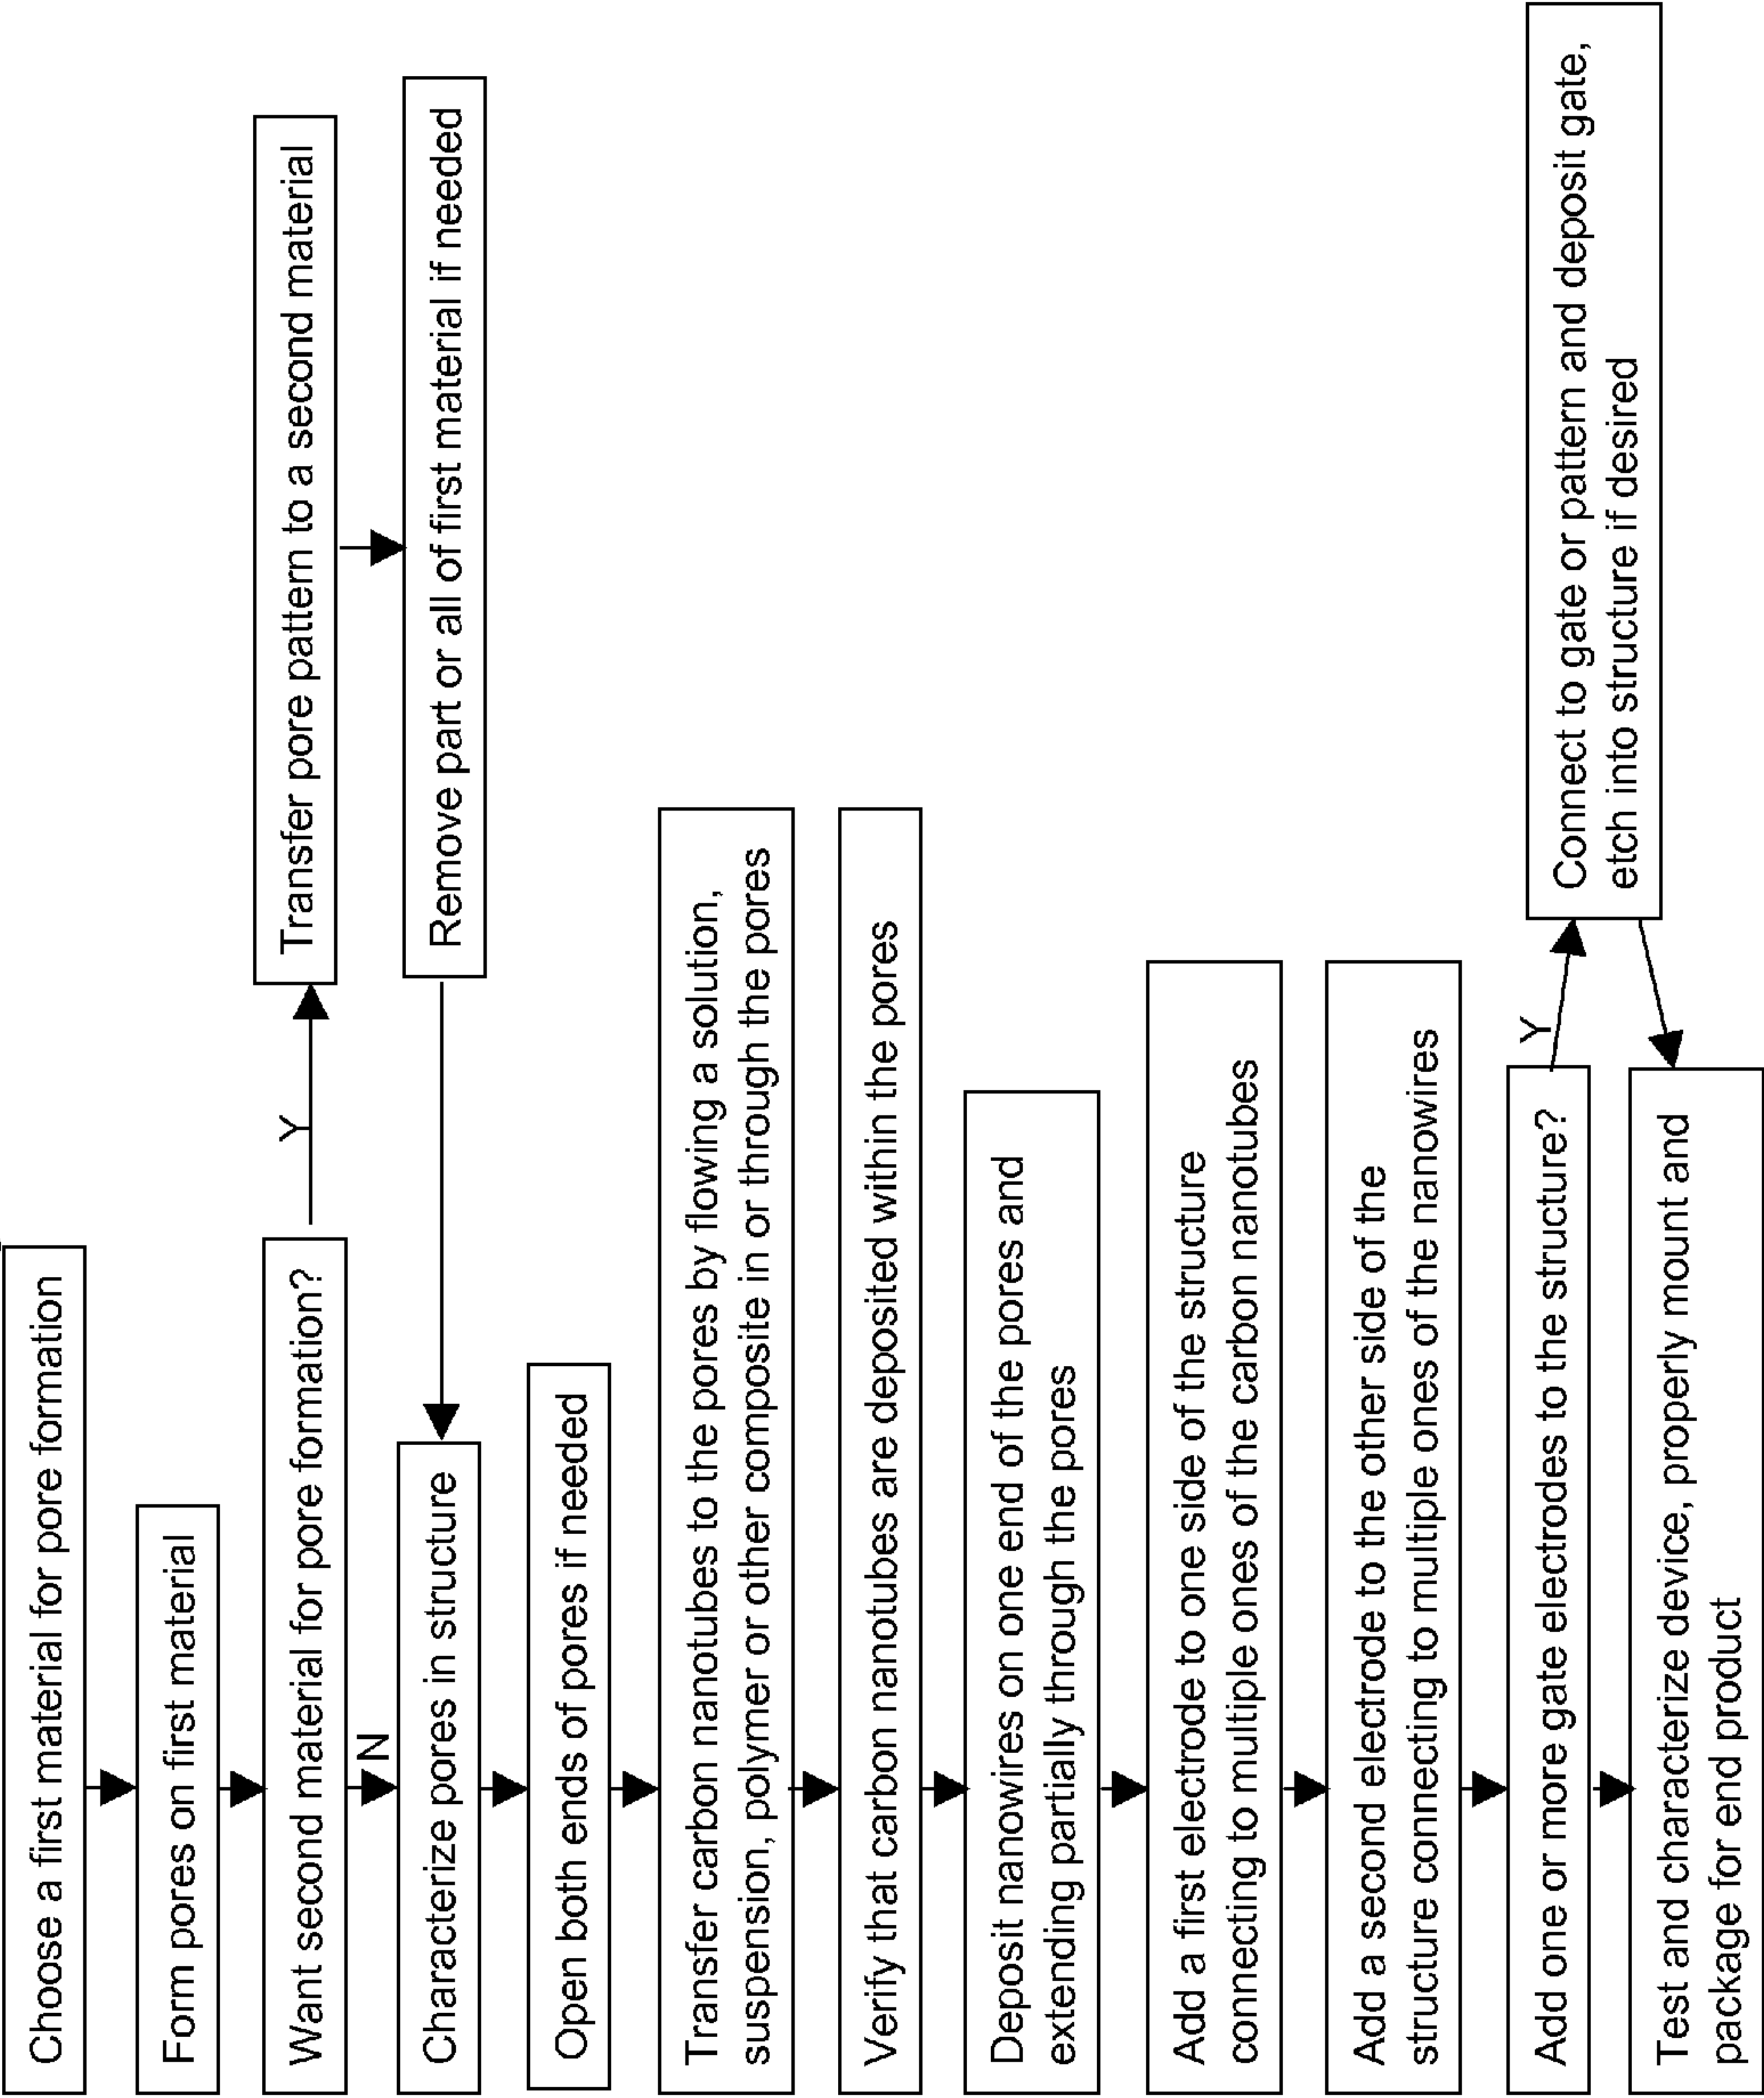 Choose a first material for pore formation
Form pores on first material
Want second material for pore formation?
Y
Transfer pore pattern to a second material
Remove part or all of first material if needed
N
Characterize pores in structure
Open both ends of pores if needed
Transfer carbon nanotubes to the pores by flowing a solution,
suspension, polymer or other composite in or through the pores
Verify that carbon nanotubes are deposited within the pores
Deposit nanowires on one end of the pores and
extending partially through the pores
Add a first electrode to one side of the structure
connecting to multiple ones of the carbon nanotubes
Add a second electrode to the other side of the
structure connecting to multiple ones of the nanowires
Add one or more gate electrodes to the structure?
Y
Connect to gate or pattern and deposit gate,
etch into structure if desired
Test and characterize device, properly mount and
package for end product